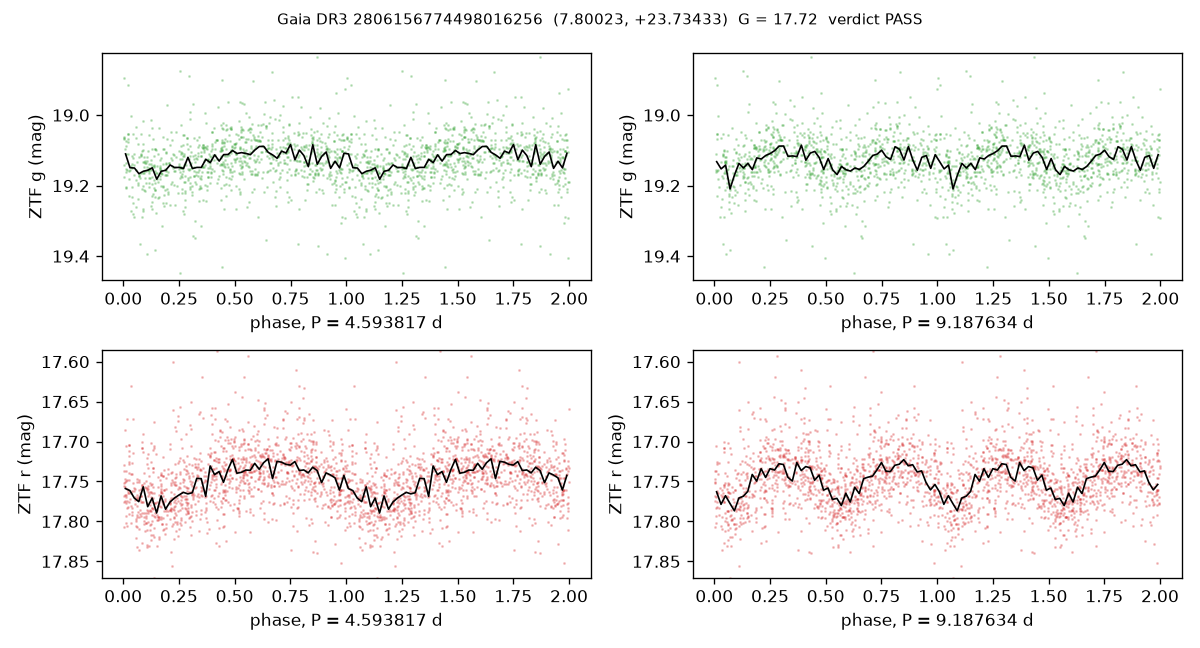 Gaia DR3 2806156774498016256 (7.80023, +23.73433) G = 17.72 verdict PASS
ZTF g (mag)
19.0
19.2
19.4
0.00 0.25 0.50 0.75 1.00 1.25 1.50 1.75 2.00
phase, P = 4.593817 d
ZTF g (mag)
19.0
19.2
19.4
0.00 0.25 0.50 0.75 1.00 1.25 1.50 1.75 2.00
phase, P = 9.187634 d
ZTF r (mag)
17.60
17.65
17.70
17.75
17.80
17.85
0.00 0.25 0.50 0.75 1.00 1.25 1.50 1.75 2.00
phase, P = 4.593817 d
ZTF r (mag)
17.60
17.65
17.70
17.75
17.80
17.85
0.00 0.25 0.50 0.75 1.00 1.25 1.50 1.75 2.00
phase, P = 9.187634 d